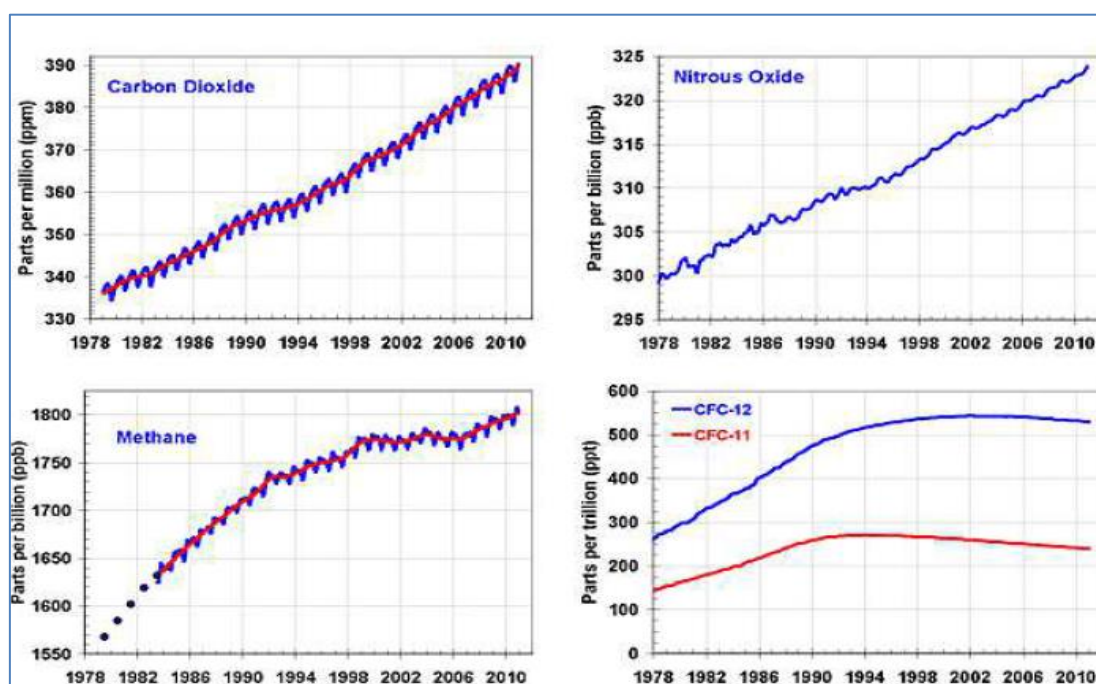 Carbon Dioxide
Parts per million (ppm)
390
380
370
360
350
340
330
1978 1982 1986 1990 1994 1998 2002 2006 2010
Nitrous Oxide
Parts per billion (ppb)
325
320
315
310
305
300
295
1978 1982 1986 1990 1994 1998 2002 2006 2010
Methane
Parts per billion (ppb)
1800
1750
1700
1650
1600
1550
1978 1982 1986 1990 1994 1998 2002 2006 2010
CFC-12
CFC-11
Parts per trillion (ppt)
600
500
400
300
200
100
0
1978 1982 1986 1990 1994 1998 2002 2006 2010